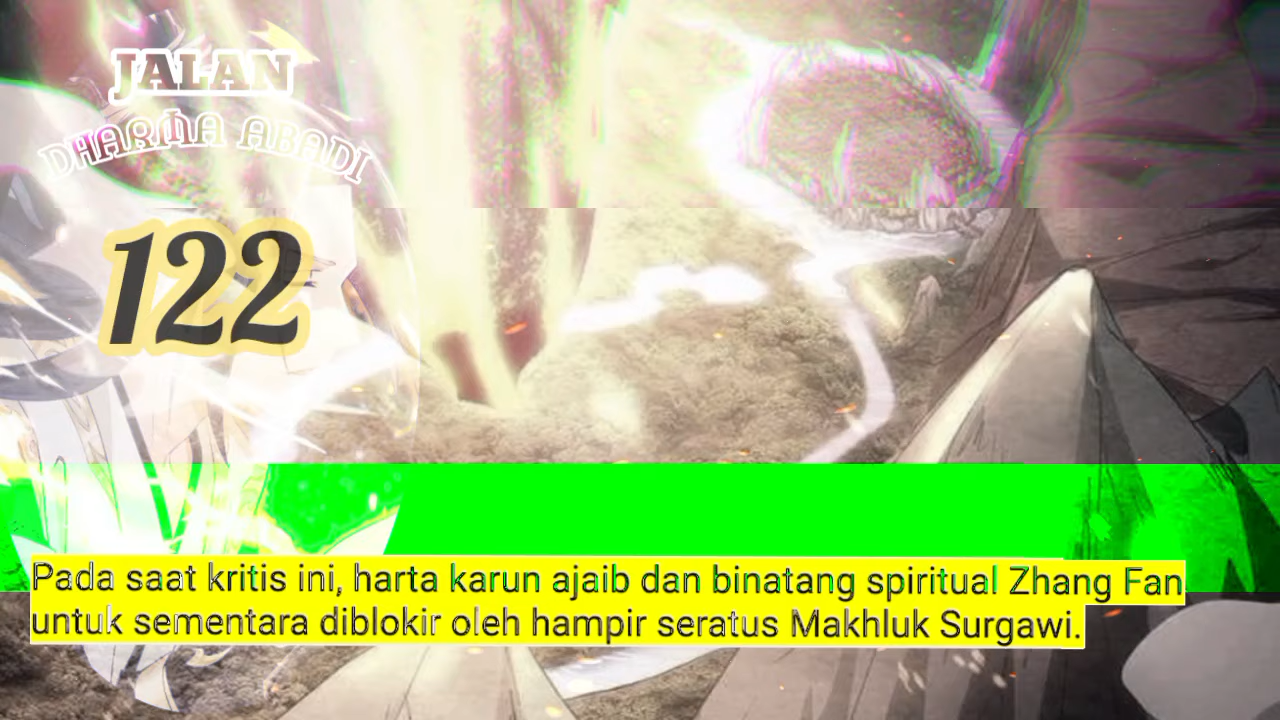 JALAN
DHARMA ABADI
122
Pada saat kritis ini, harta karun ajaib dan binatang spiritual Zhang Fan
untuk sementara diblokir oleh hampir seratus Makhluk Surgawi.